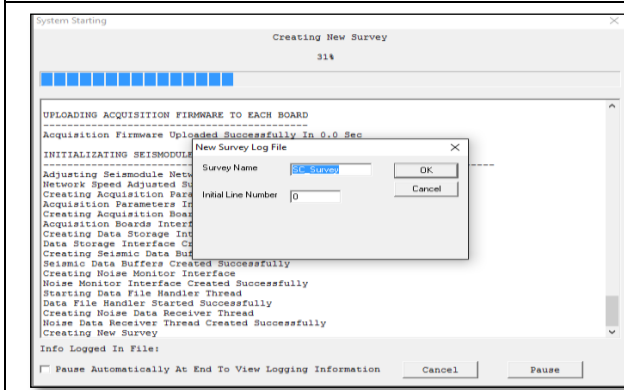 System Starting
Creating New Survey
31%
UPLOADING ACQUISITION FIRMWARE TO EACH BOARD
Acquisition Firmware Uploaded Successfully In 0.0 Sec
INITIALIZATING SEISMODULE
Adjusting Seismodule Netw
Network Speed Adjusted Su
Creating Acquisition Para
Acquisition Parameters In
Creating Acquisition Boar
Acquisition Boards Interf
Creating Data Storage Int
Data Storage Interface Cr
Creating Seismic Data Buf
Seismic Data Buffers Created Successfully
Creating Noise Monitor Interface
Noise Monitor Interface Created Successfully
Starting Data File Handler Thread
Data File Handler Started Successfully
Creating Noise Data Receiver Thread
Noise Data Receiver Thread Created Successfully
Creating New Survey
New Survey Log File
Survey Name SC_Survey OK
Initial Line Number 0 Cancel
Info Logged In File:
Pause Automatically At End To View Logging Information Cancel Pause